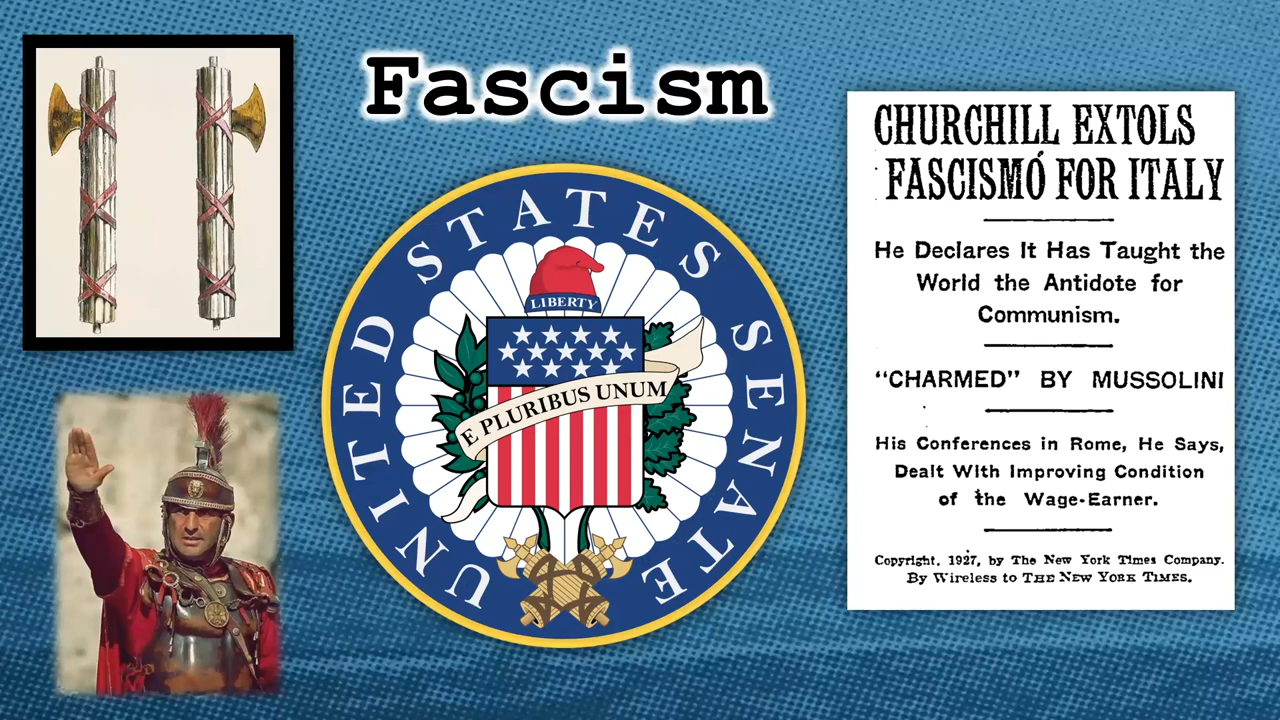 Fascism
UNITED STATES SENATE
LIBERTY
E PLURIBUS UNUM
CHURCHILL EXTOLS
FASCISMÓ FOR ITALY
He Declares It Has Taught the
World the Antidote for
Communism.
"CHARMED" BY MUSSOLINI
His Conferences in Rome, He Says,
Dealt With Improving Condition
of the Wage-Earner.
Copyright, 1927, by The New York Times Company.
By Wireless to THE NEW YORK TIMES.